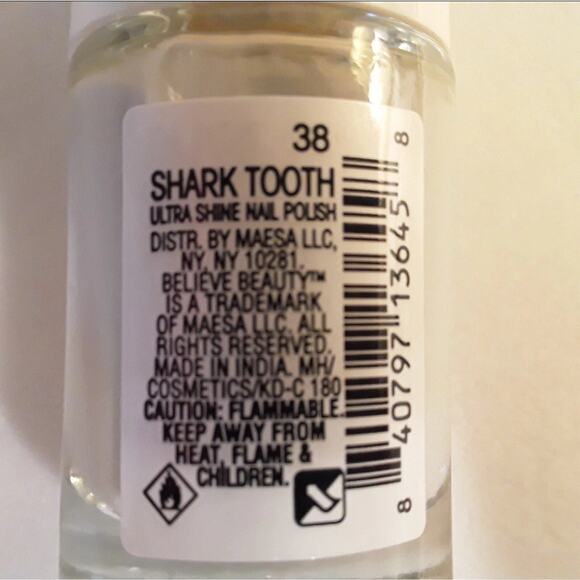 38
SHARK TOOTH
ULTRA SHINE NAIL POLISH
DISTR. BY MAESA LLC,
NY, NY 10281.
BELIEVE BEAUTY™
IS A TRADEMARK
OF MAESA LLC. ALL
RIGHTS RESERVED.
MADE IN INDIA. MH/
COSMETICS/KD-C 180
CAUTION: FLAMMABLE.
KEEP AWAY FROM
HEAT, FLAME &
CHILDREN.
8 40797 13645 8